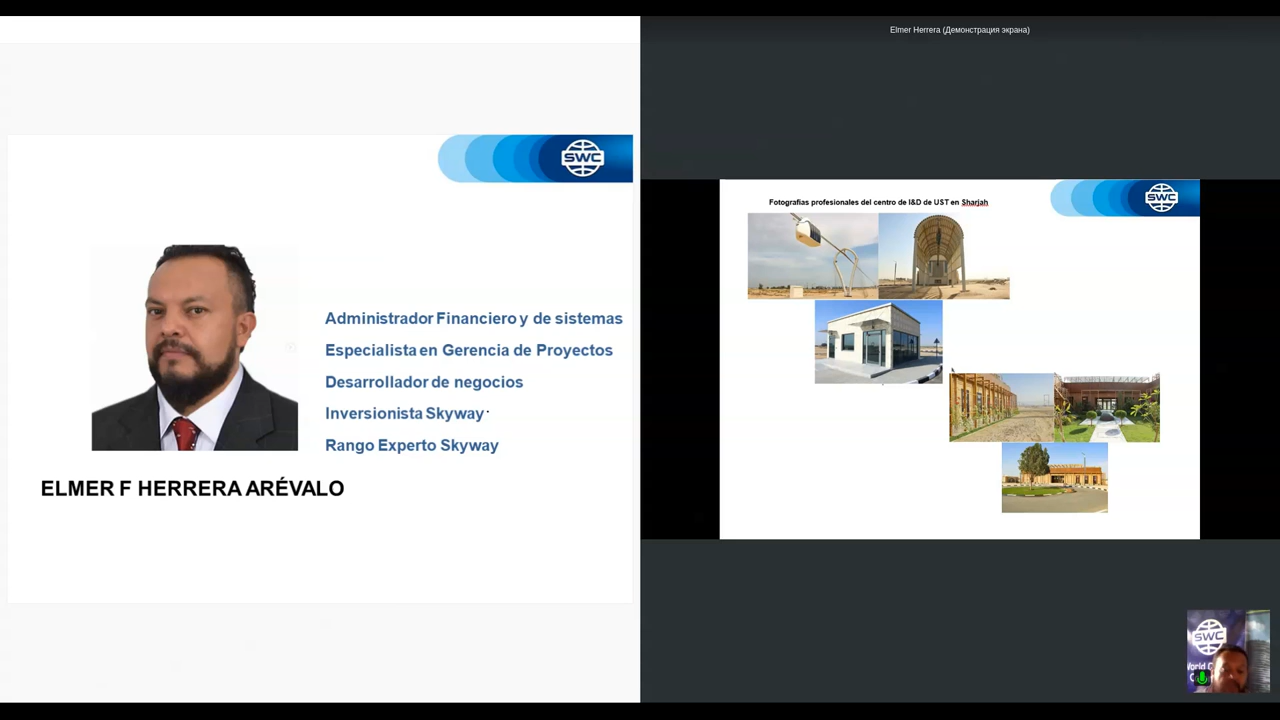 Elmer Herrera (Демонстрация экрана)
SWC
Administrador Financiero y de sistemas
Especialista en Gerencia de Proyectos
Desarrollador de negocios
Inversionista Skyway
Rango Experto Skyway
ELMER F HERRERA ARÉVALO
Fotografías profesionales del centro de I&D de UST en Sharjah
SWC
SWC